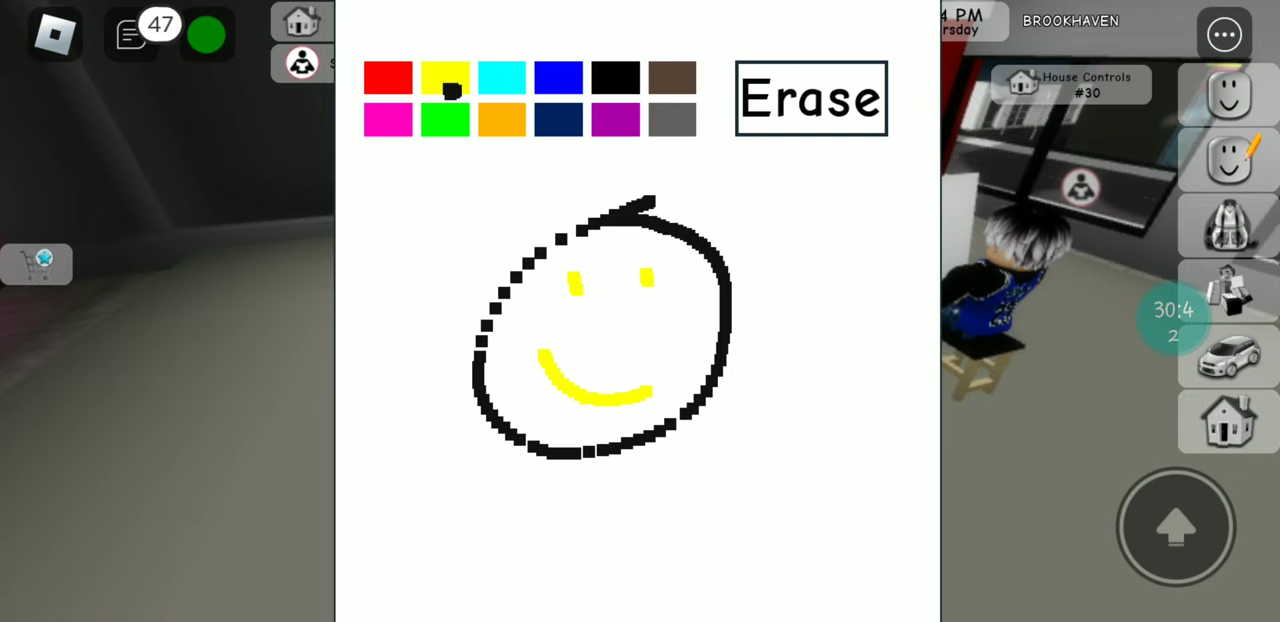 47
S
Erase
4 PM
rsday
BROOKHAVEN
House Controls
#30
30:4
2